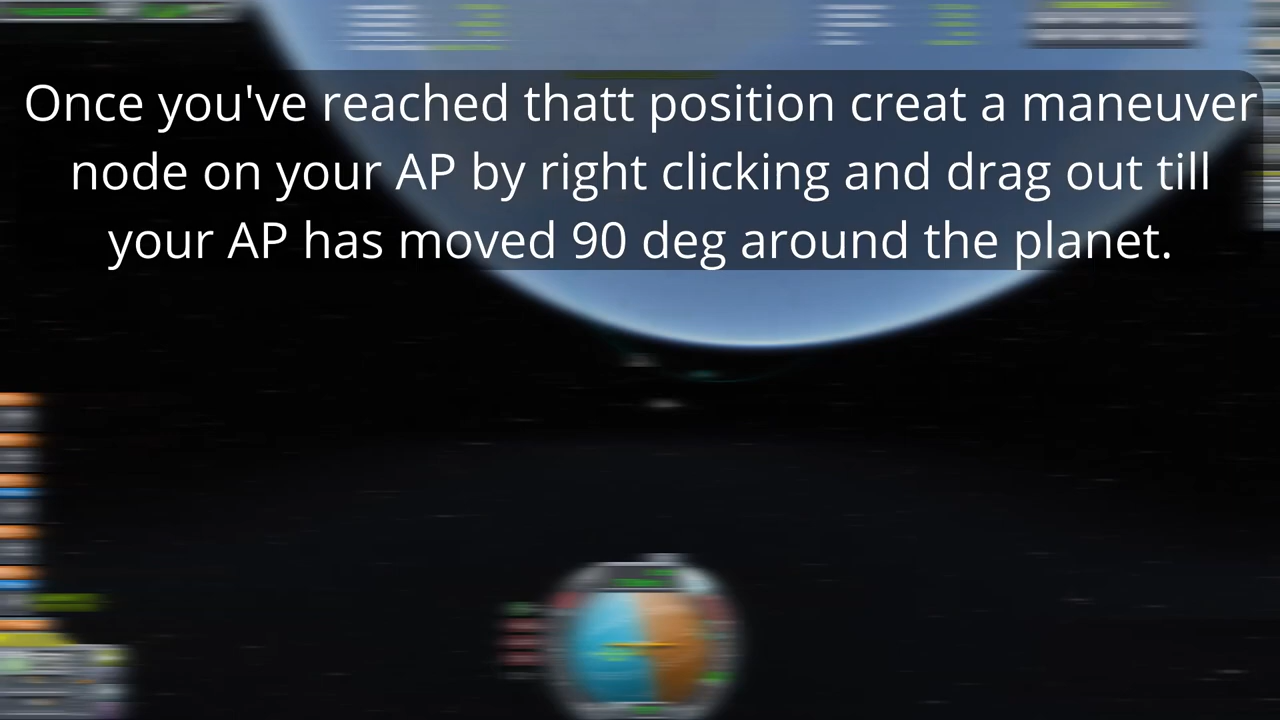 Once you've reached thatt position creat a maneuver
node on your AP by right clicking and drag out till
your AP has moved 90 deg around the planet.